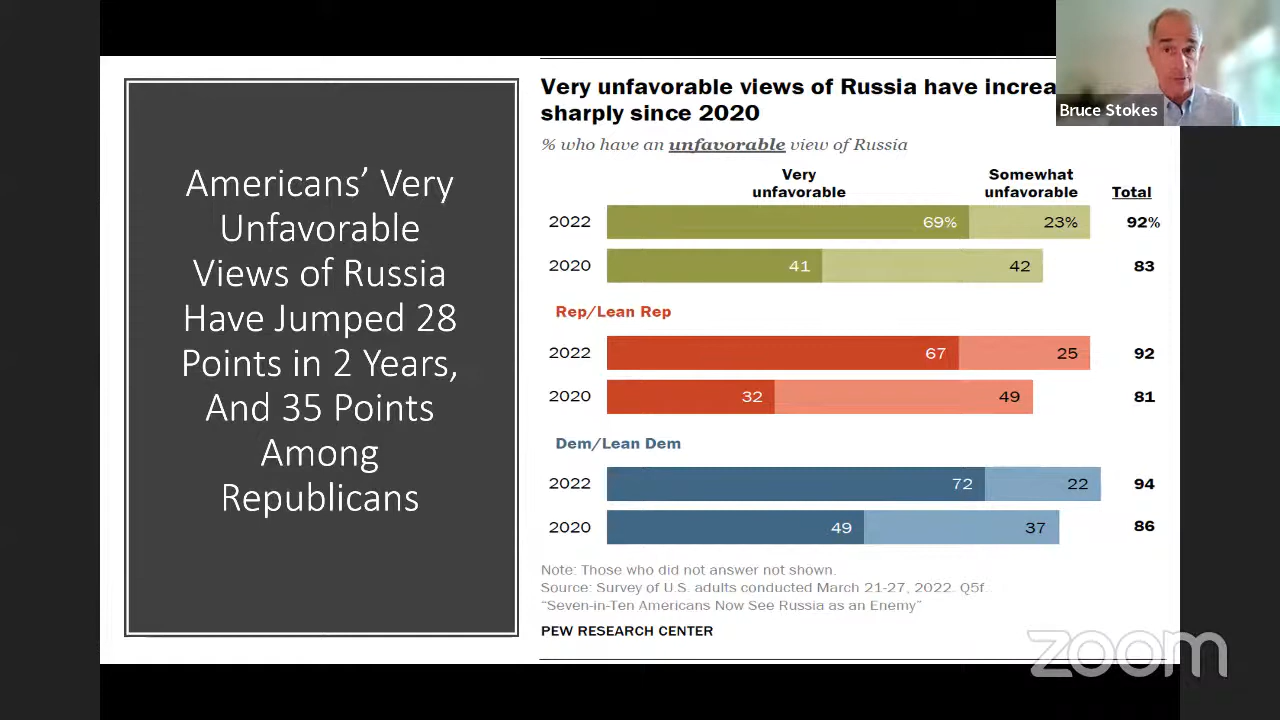 Americans’ Very
Unfavorable
Views of Russia
Have Jumped 28
Points in 2 Years,
And 35 Points
Among
Republicans
Very unfavorable views of Russia have increa
sharply since 2020
% who have an unfavorable view of Russia
Very unfavorable
Somewhat unfavorable
Total
2022 69% 23% 92%
2020 41 42 83
Rep/Lean Rep
2022 67 25 92
2020 32 49 81
Dem/Lean Dem
2022 72 22 94
2020 49 37 86
Note: Those who did not answer not shown.
Source: Survey of U.S. adults conducted March 21-27, 2022. Q5f.
“Seven-in-Ten Americans Now See Russia as an Enemy”
PEW RESEARCH CENTER
Bruce Stokes
zoom